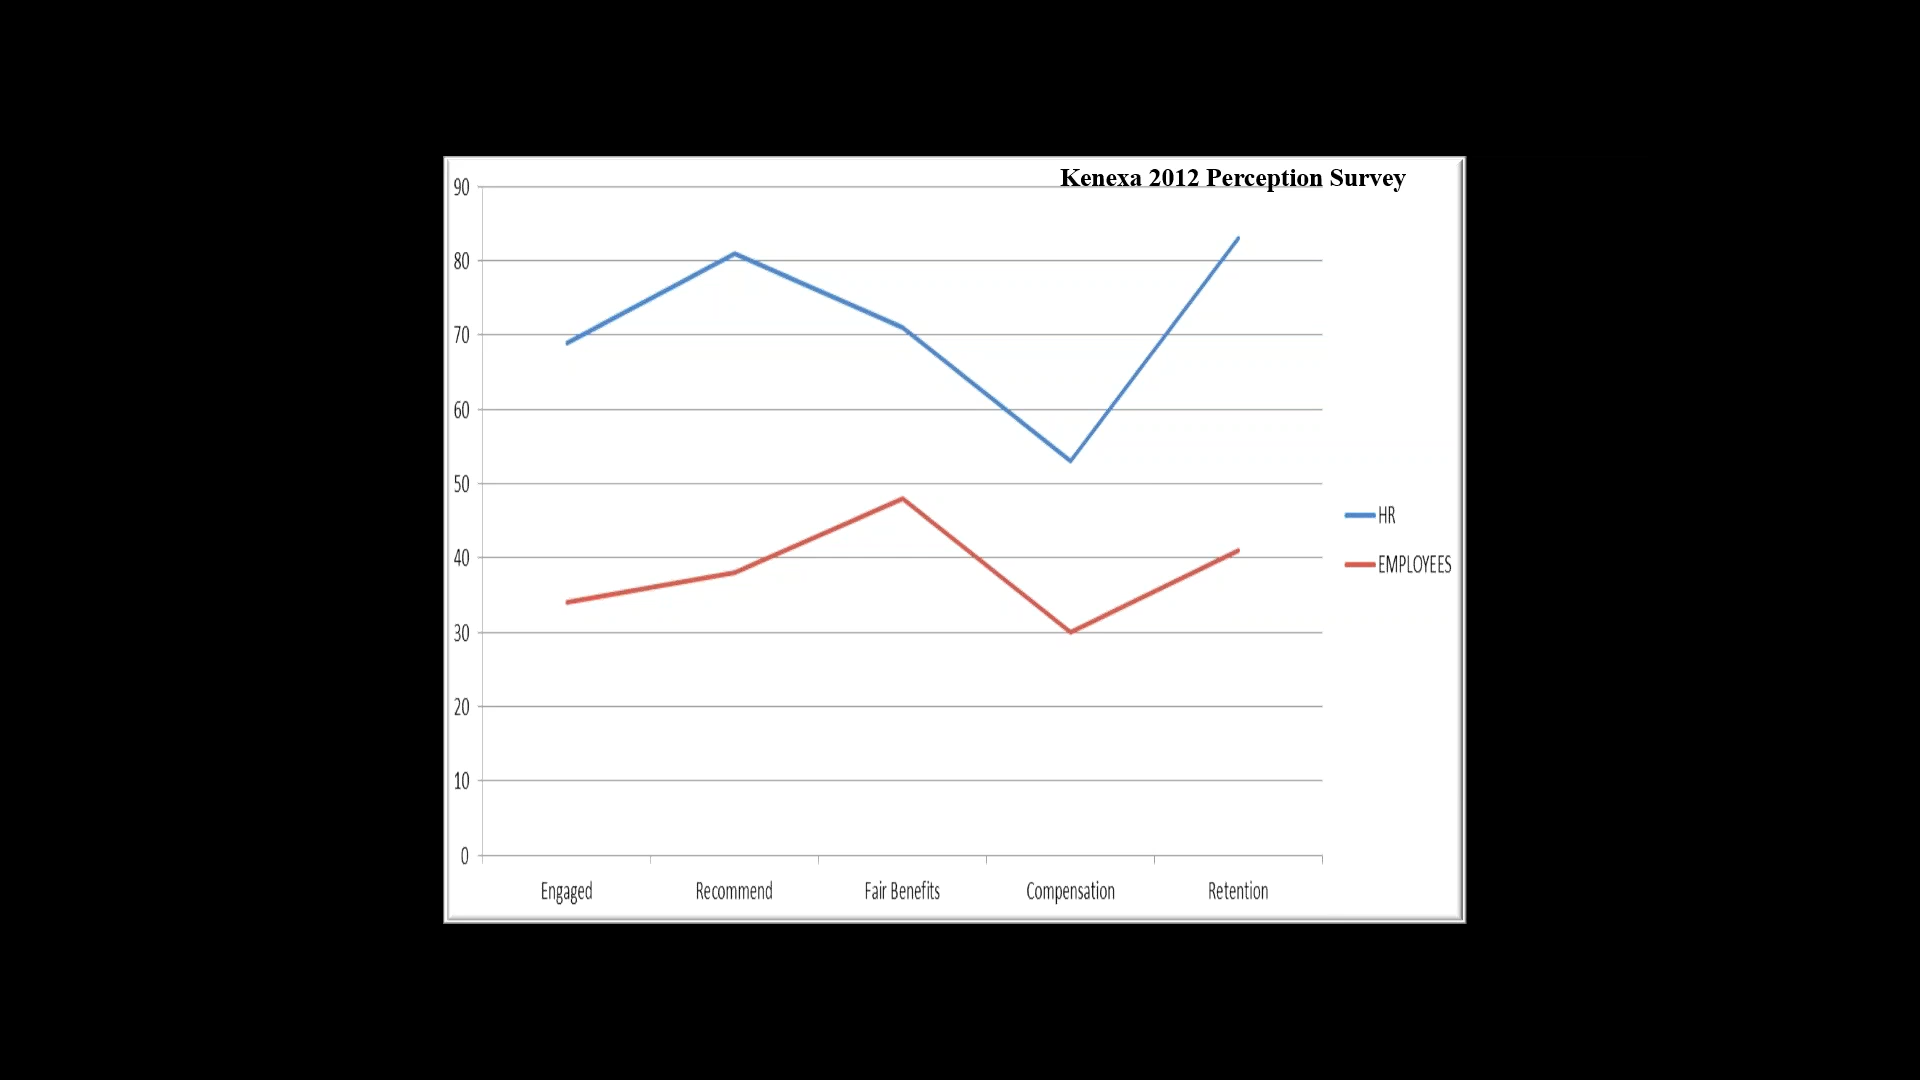 Kenexa 2012 Perception Survey
90
80
70
60
50
40
30
20
10
0
Engaged Recommend Fair Benefits Compensation Retention
HR
EMPLOYEES